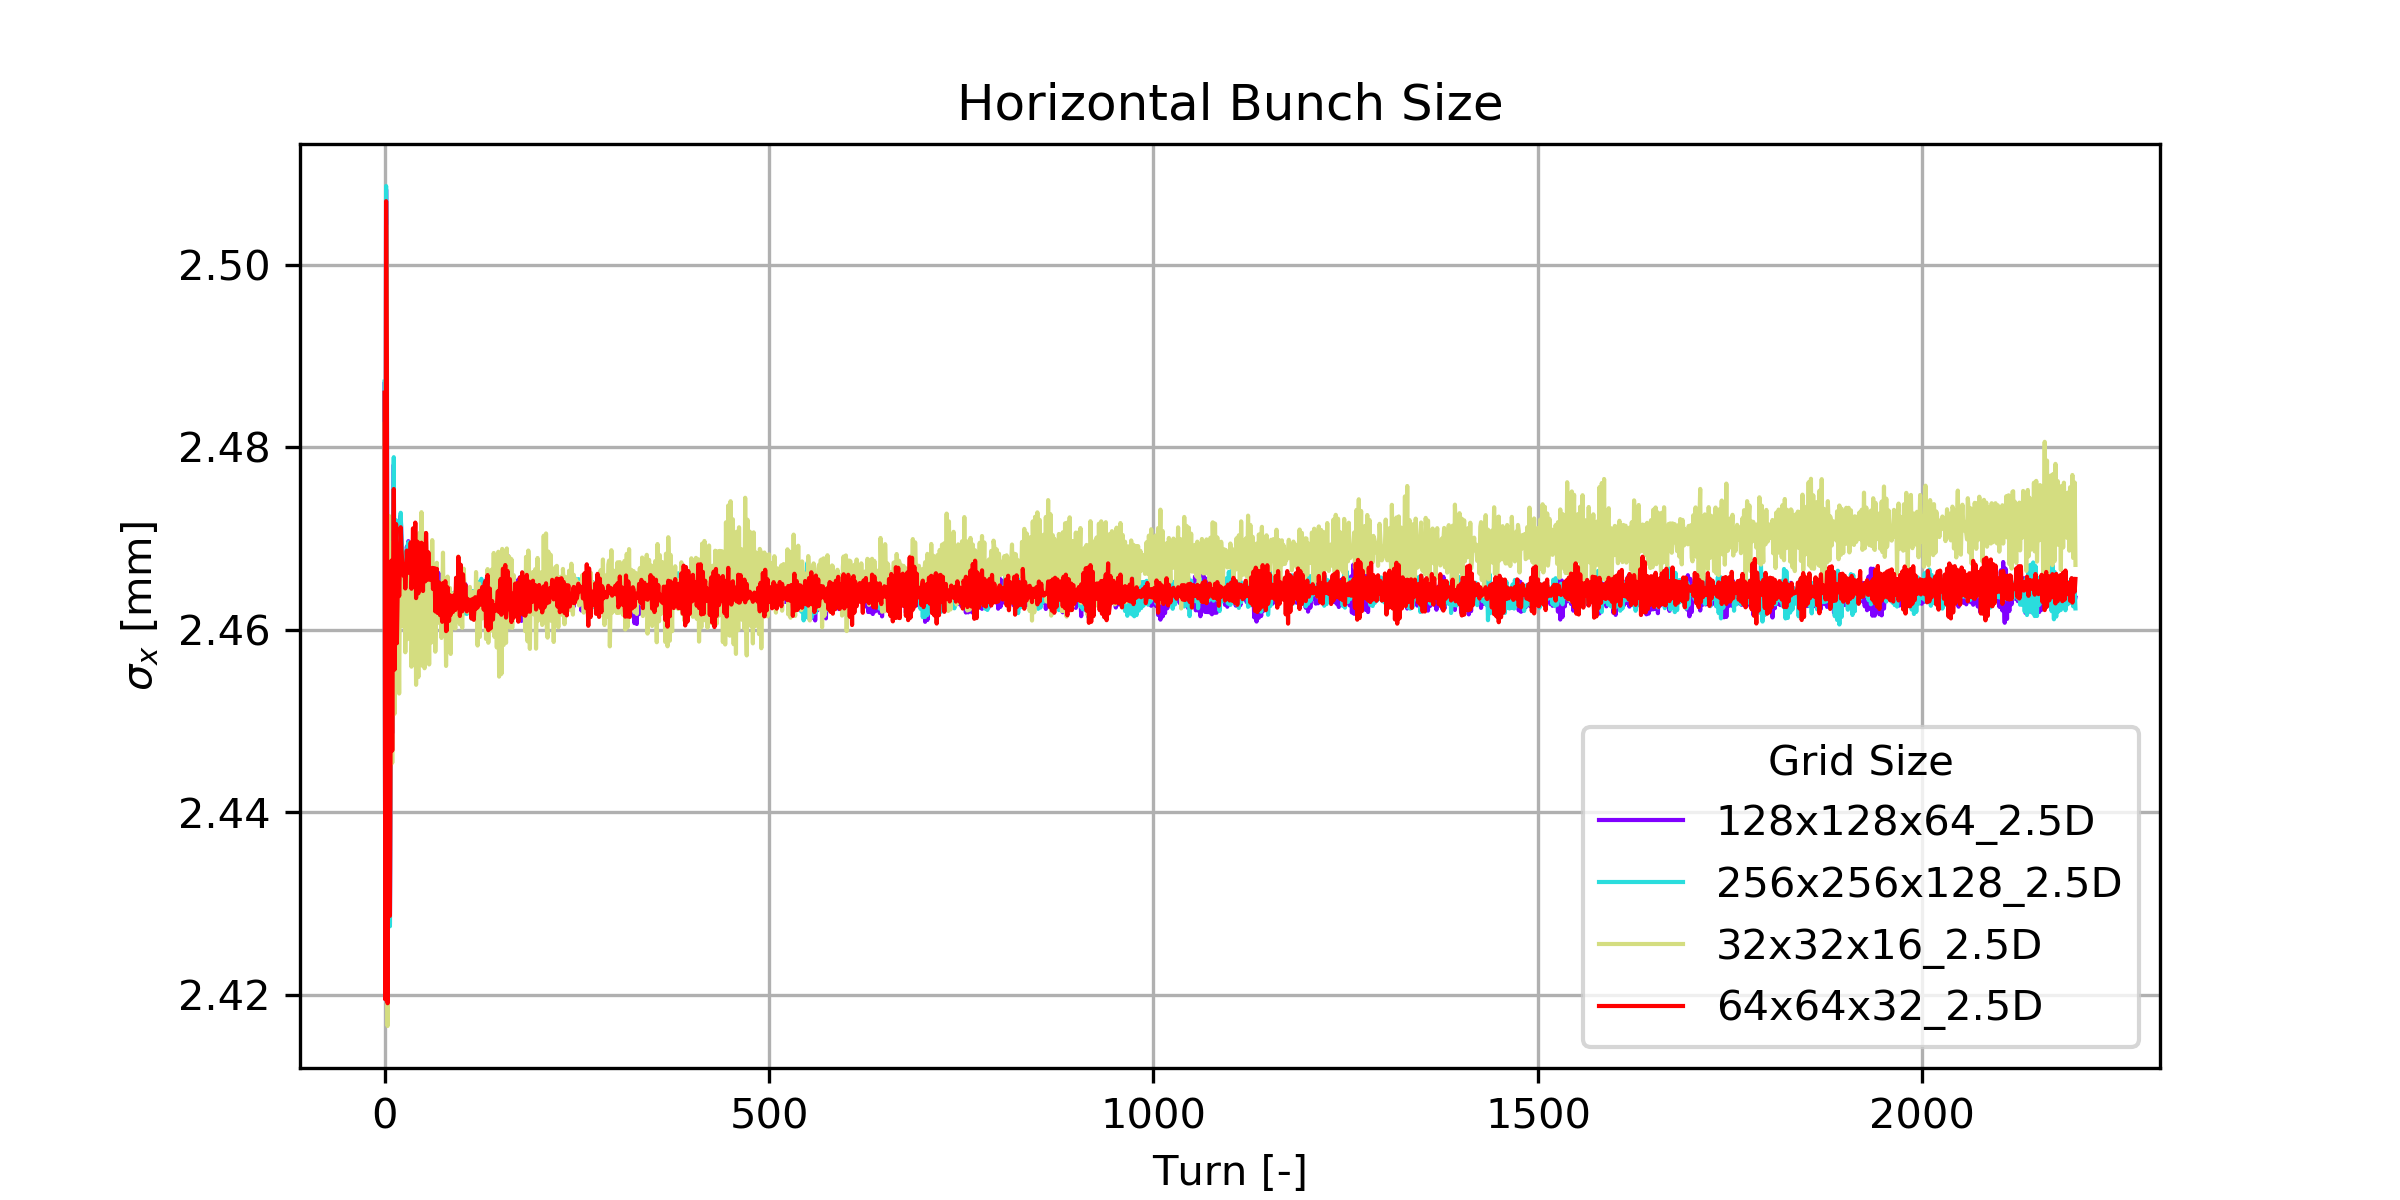 Horizontal Bunch Size
σx [mm]
2.50
2.48
2.46
2.44
2.42
0 500 1000 1500 2000
Turn [-]
Grid Size
128x128x64_2.5D
256x256x128_2.5D
32x32x16_2.5D
64x64x32_2.5D